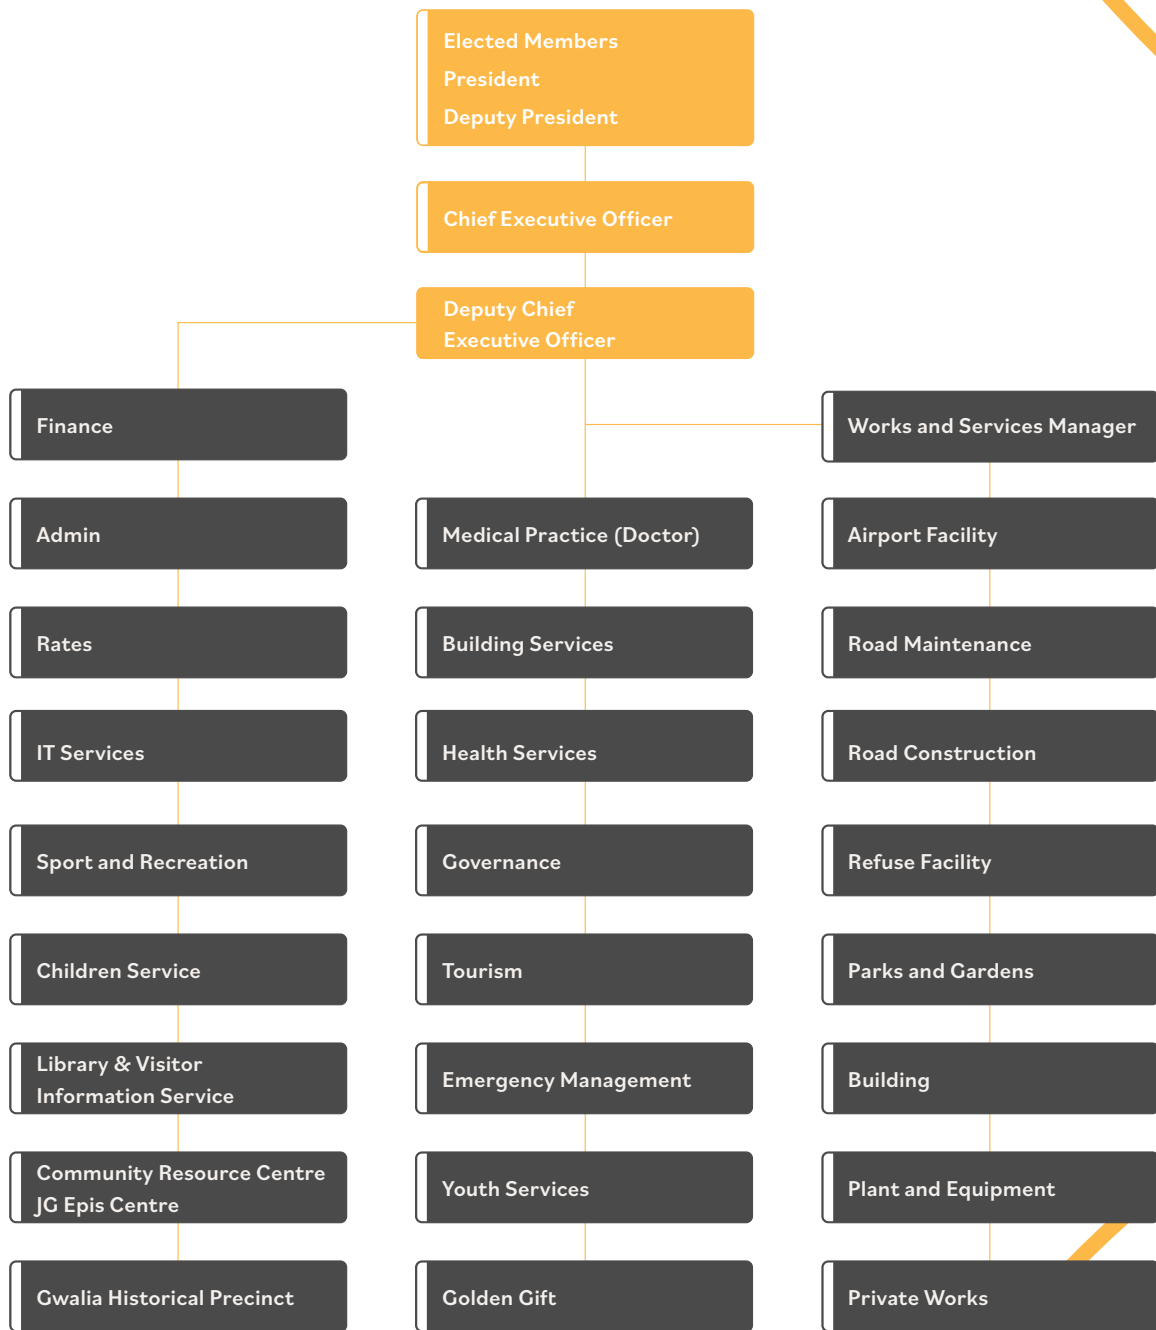 Elected Members
President
Deputy President
Chief Executive Officer
Deputy Chief
Executive Officer
Finance
Works and Services Manager
Admin
Medical Practice (Doctor)
Airport Facility
Rates
Building Services
Road Maintenance
IT Services
Health Services
Road Construction
Sport and Recreation
Governance
Refuse Facility
Children Service
Tourism
Parks and Gardens
Library & Visitor
Information Service
Emergency Management
Building
Community Resource Centre
JG Epis Centre
Youth Services
Plant and Equipment
Gwalia Historical Precinct
Golden Gift
Private Works